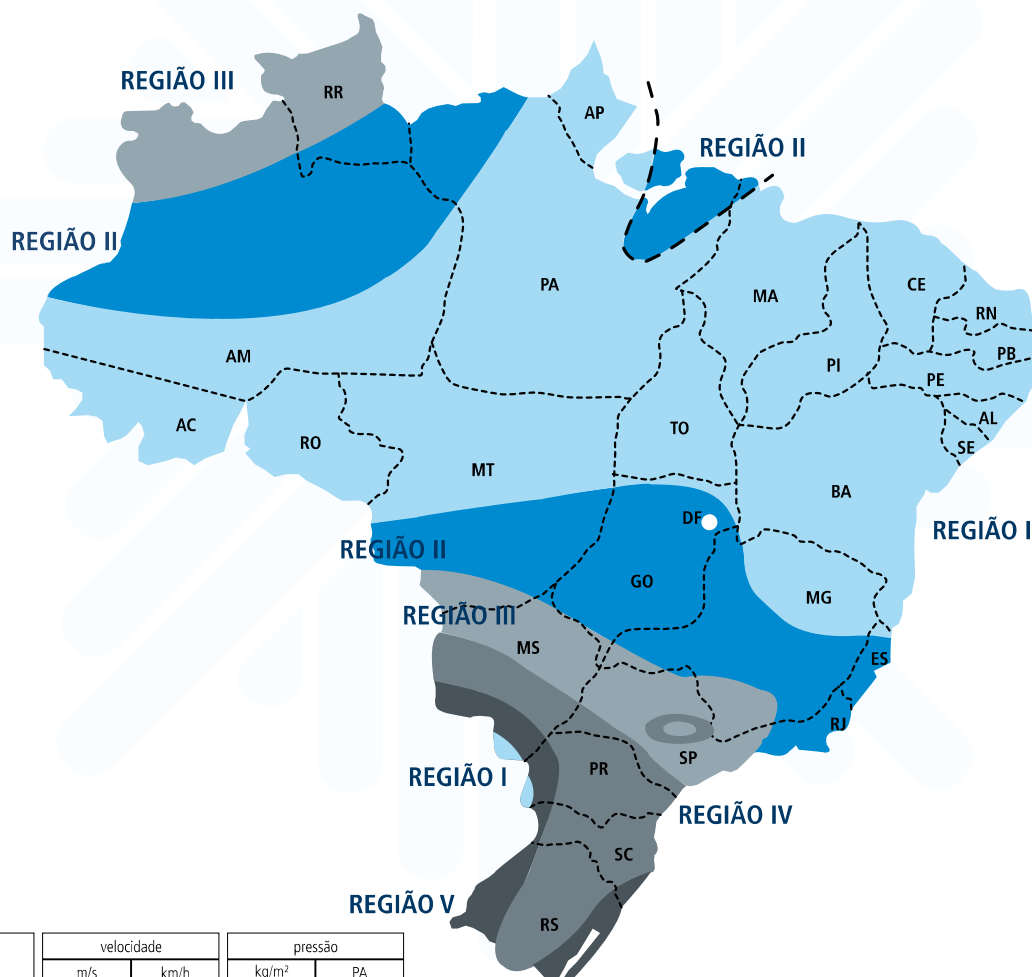 REGIÃO III
RR
AP
REGIÃO II
REGIÃO II
PA
MA
CE
RN
AM
PI
PB
PE
AC
RO
TO
AL
SE
MT
BA
DF
REGIÃO I
REGIÃO II
GO
MG
REGIÃO III
MS
ES
RJ
SP
REGIÃO I
PR
REGIÃO IV
SC
REGIÃO V
RS
velocidade pressão
m/s km/h kg/m² PA